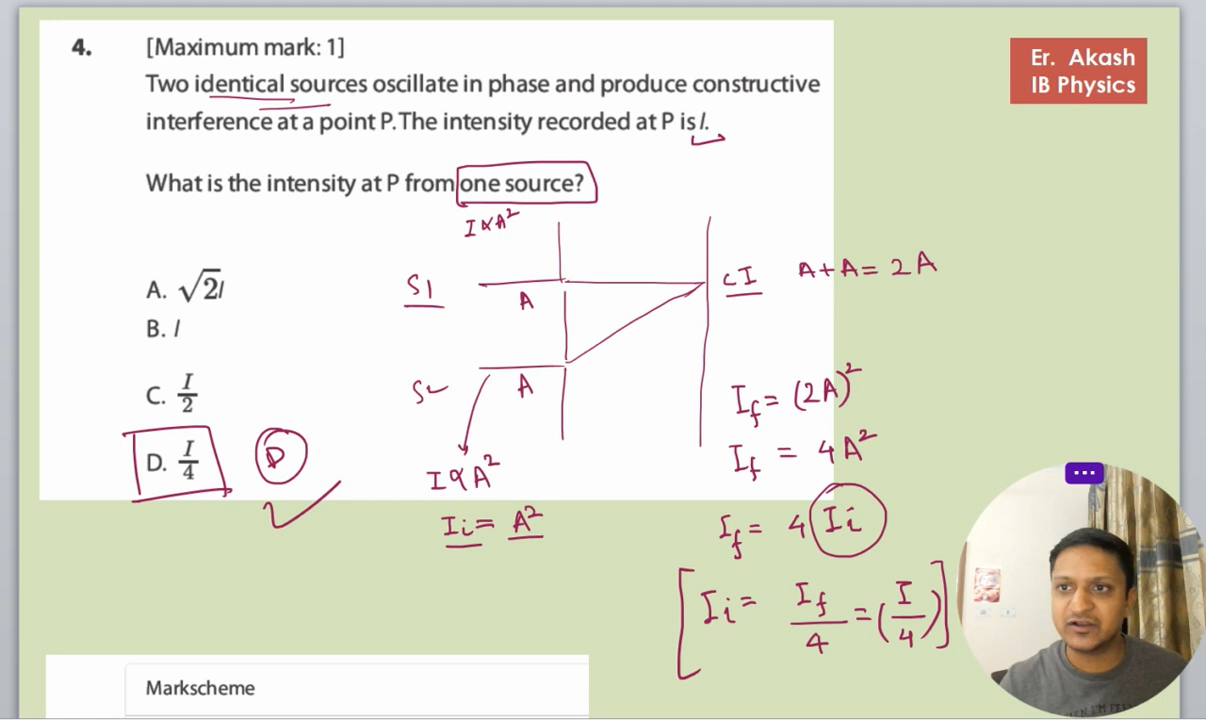 4.
[Maximum mark: 1]
Er. Akash
IB Physics
Two identical sources oscillate in phase and produce constructive
interference at a point P. The intensity recorded at P is I.
What is the intensity at P from one source?
I ∝ A²
A. √2I
B. I
C. I/2
D. I/4
D
S1
A
CI A+A = 2A
S2
A
I ∝ A²
Ii = A²
If = (2A)²
If = 4A²
If = 4 Ii
[Ii = If/4 = (I/4)]
Markscheme